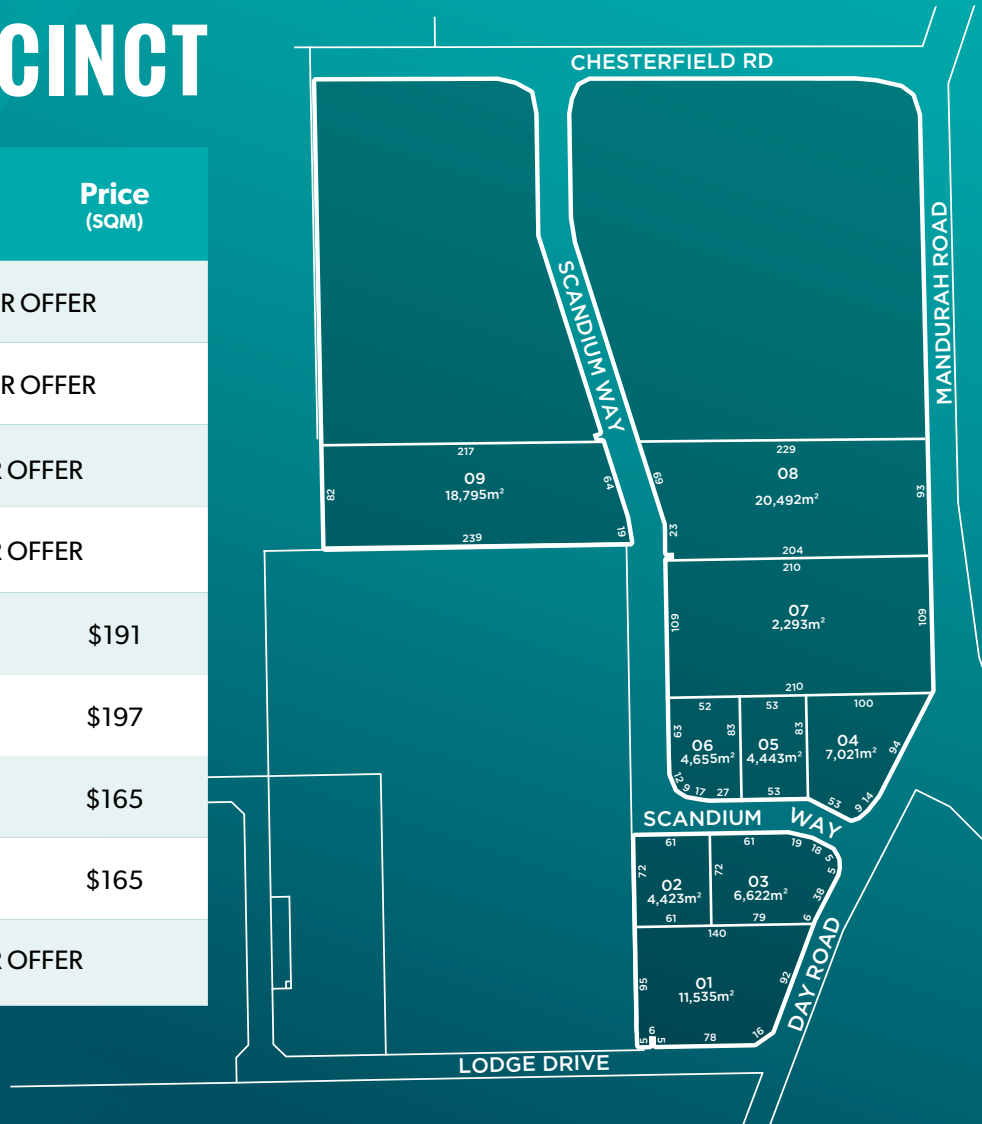 CINCT
Price
(SQM)
R OFFER
R OFFER
R OFFER
R OFFER
$191
$197
$165
$165
R OFFER
CHESTERFIELD RD
MANDURAH ROAD
SCANDIUM WAY
217
09
18,795m²
82
64
19
239
229
08
20,492m²
69
93
23
204
210
07
2,293m²
109
109
210
52
53
100
63
83
83
94
06
4,655m²
05
4,443m²
04
7,021m²
12
9
17
27
53
53
9
14
SCANDIUM WAY
61
61
19
18
5
5
72
72
38
02
4,423m²
03
6,622m²
61
79
6
140
95
92
01
11,535m²
DAY ROAD
5
6
5
78
16
LODGE DRIVE